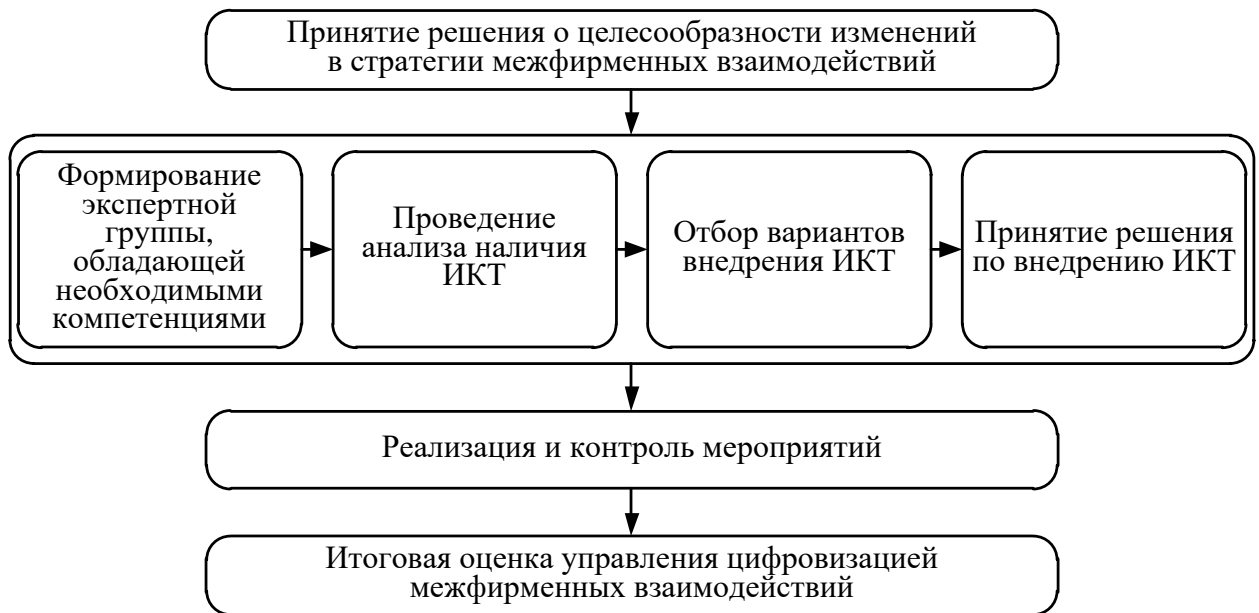 Принятие решения о целесообразности изменений
в стратегии межфирменных взаимодействий
Формирование
экспертной
группы,
обладающей
необходимыми
компетенциями
Проведение
анализа наличия
ИКТ
Отбор вариантов
внедрения ИКТ
Принятие решения
по внедрению ИКТ
Реализация и контроль мероприятий
Итоговая оценка управления цифровизацией
межфирменных взаимодействий